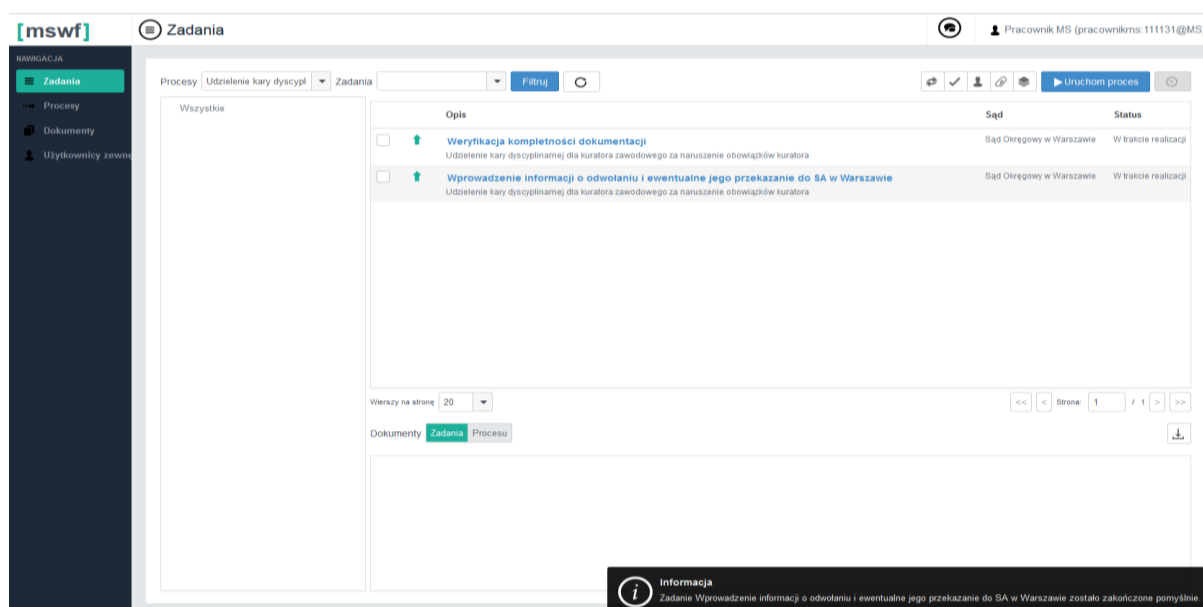 [mswf]
Zadania
Pracownik MS (pracownikms:111131@MS
NAWIGACJA
Zadania
Procesy
Dokumenty
Użytkownicy zewnę
Procesy Udzielenie kary dyscypl Zadania Filtruj Uruchom proces
Wszystkie
Opis Sąd Status
Weryfikacja kompletności dokumentacji Sąd Okręgowy w Warszawie W trakcie realizacji
Udzielenie kary dyscyplinarnej dla kuratora zawodowego za naruszenie obowiązków kuratora
Wprowadzenie informacji o odwołaniu i ewentualne jego przekazanie do SA w Warszawie Sąd Okręgowy w Warszawie W trakcie realizacji
Udzielenie kary dyscyplinarnej dla kuratora zawodowego za naruszenie obowiązków kuratora
Wierszy na stronę 20 << < Strona: 1 / 1 > >>
Dokumenty Zadania Procesu
Informacja
Zadanie Wprowadzenie informacji o odwołaniu i ewentualne jego przekazanie do SA w Warszawie zostało zakończone pomyślnie.